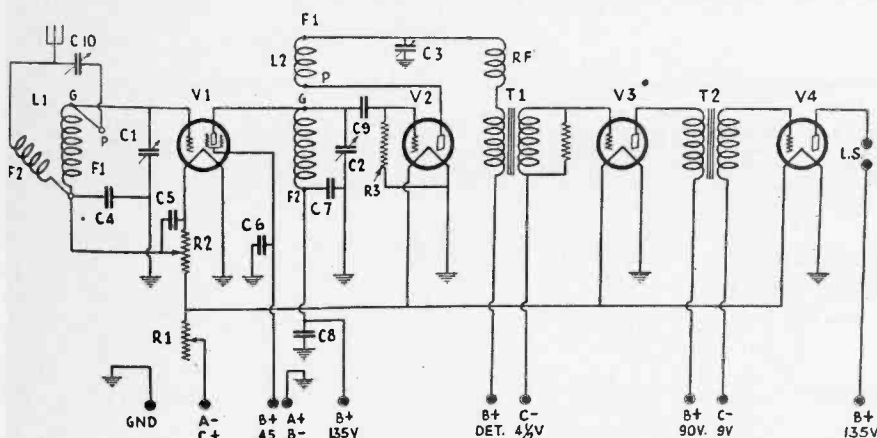 C10
F1
L2
P
C3
RF
L1
G
P
C1
V1
G
C9
V2
T1
V3
T2
V4
F2
F1
C4
C5
R2
C6
F2
C7
C2
R3
L.S.
R1
C8
GND
A-
C+
B+
45
A+
B-
B+
135V
B+
DET.
C-
4½V
B+
90V.
C-
9V
B+
135V